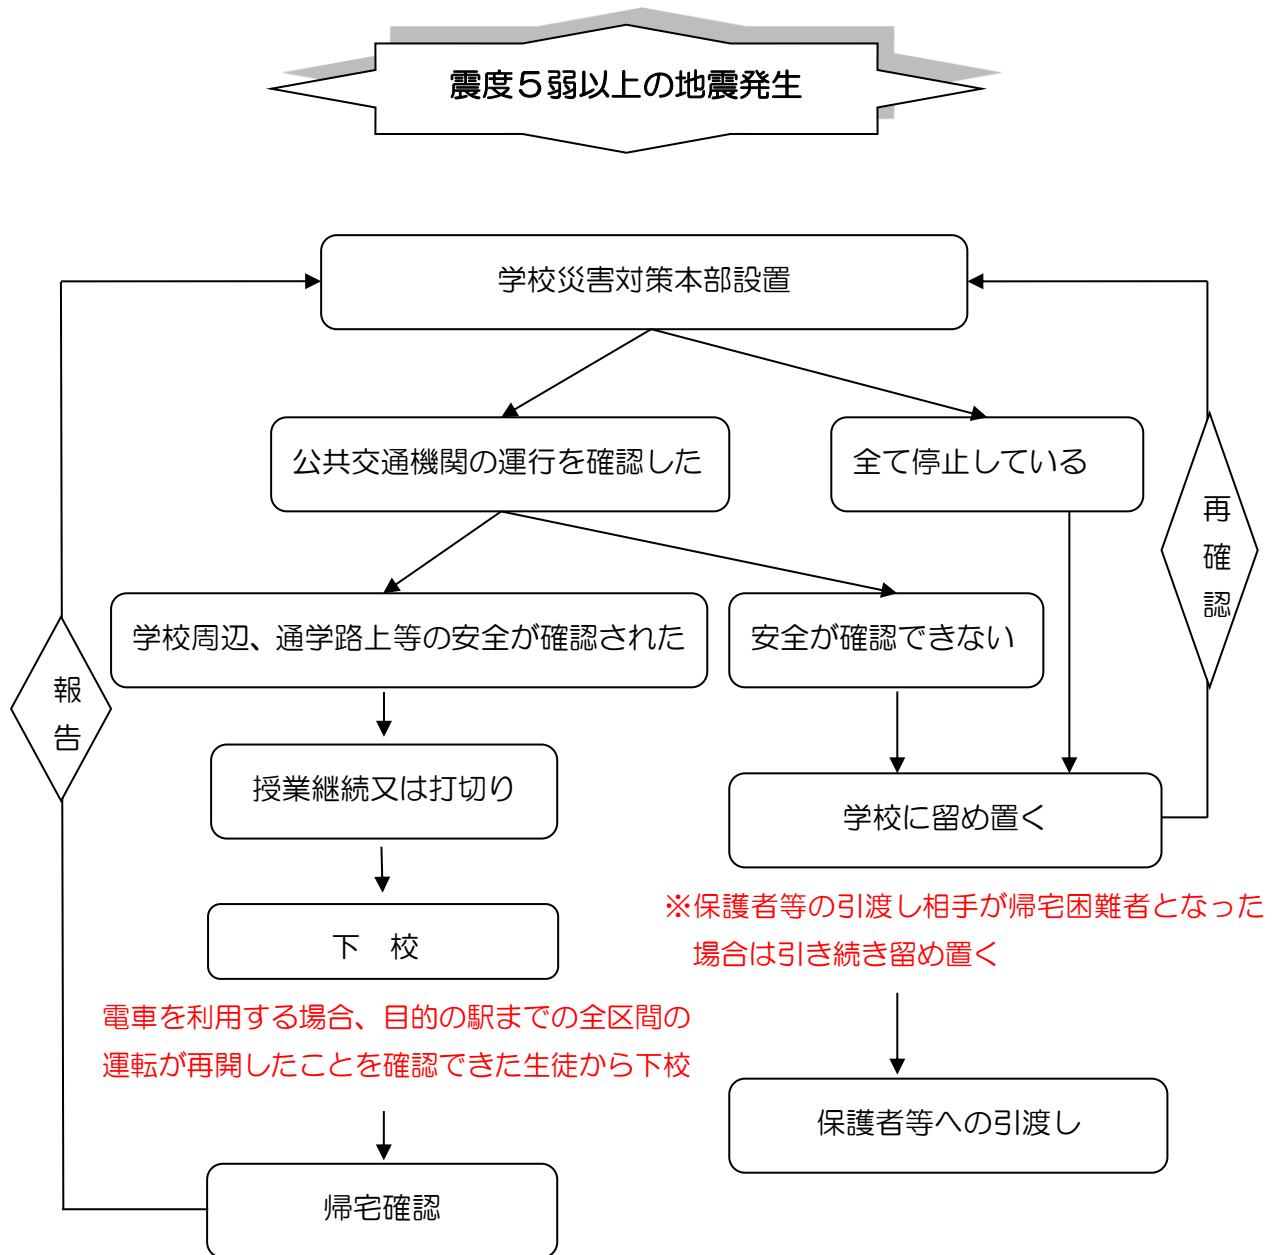 震度５弱以上の地震発生
学校災害対策本部設置
公共交通機関の運行を確認した
全て停止している
再確認
学校周辺、通学路上等の安全が確認された
安全が確認できない
報告
授業継続又は打切り
学校に留め置く
※保護者等の引渡し相手が帰宅困難者となった
場合は引き続き留め置く
下　校
電車を利用する場合、目的の駅までの全区間の
運転が再開したことを確認できた生徒から下校
保護者等への引渡し
帰宅確認